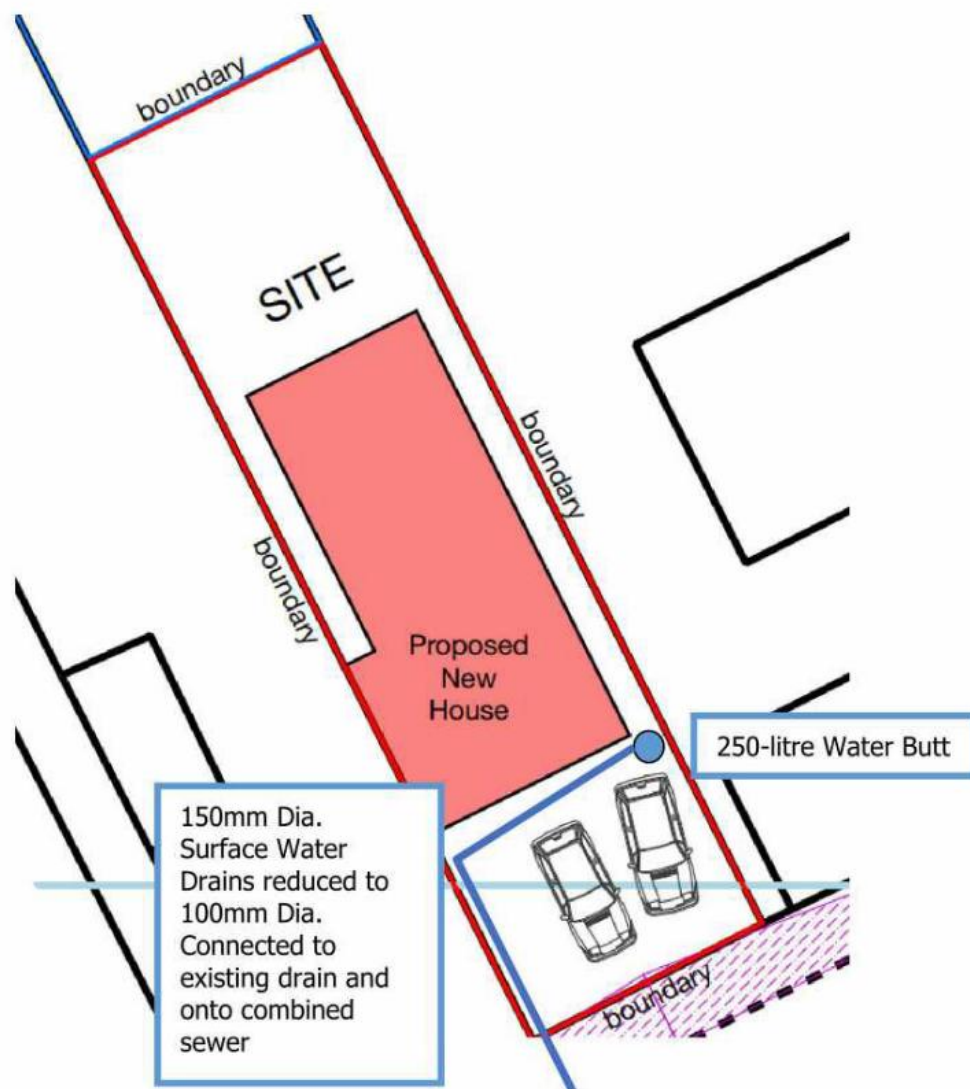 boundary
SITE
boundary
boundary
Proposed
New
House
250-litre Water Butt
150mm Dia.
Surface Water
Drains reduced to
100mm Dia.
Connected to
existing drain and
onto combined
sewer
boundary